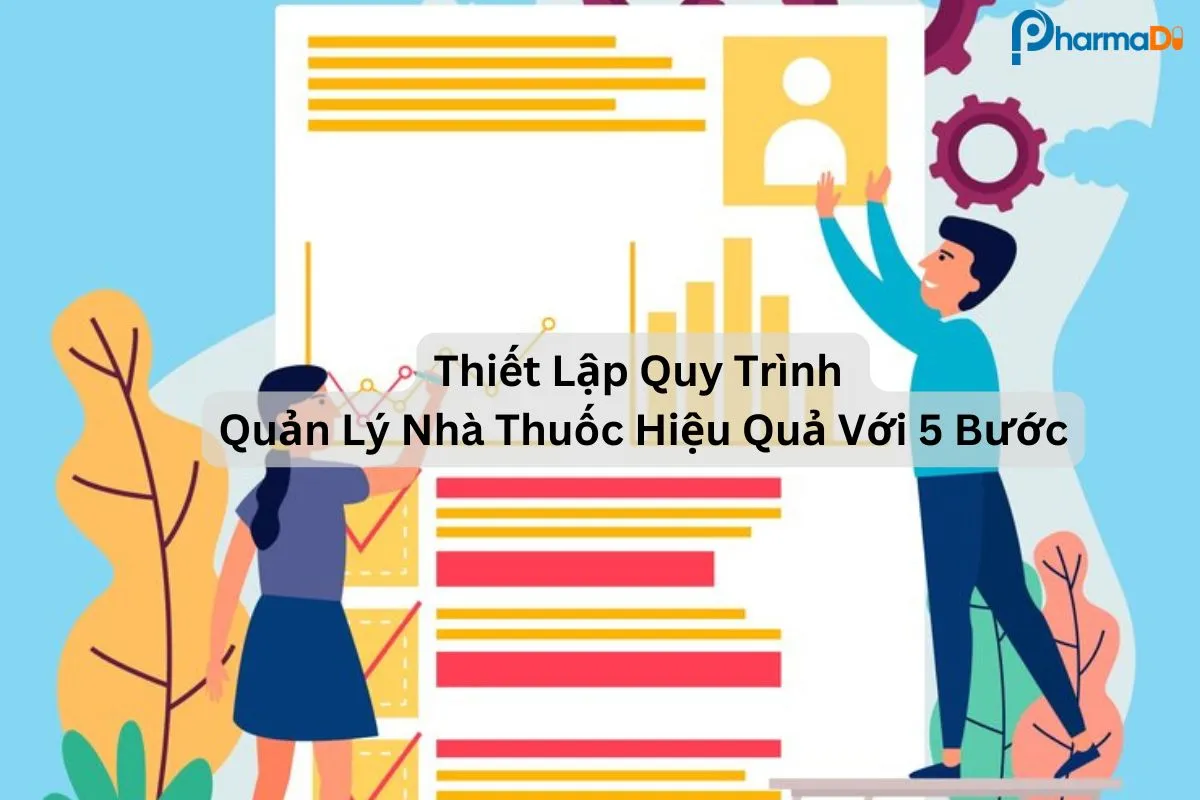 PharmaDi
Thiết Lập Quy Trình
Quản Lý Nhà Thuốc Hiệu Quả Với 5 Bước